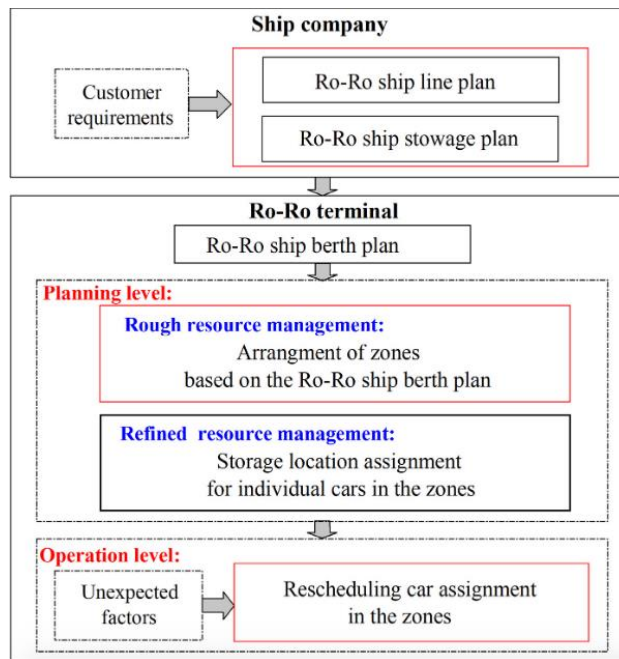 Ship company
Customer
requirements
Ro-Ro ship line plan
Ro-Ro ship stowage plan
Ro-Ro terminal
Ro-Ro ship berth plan
Planning level:
Rough resource management:
Arrangment of zones
based on the Ro-Ro ship berth plan
Refined resource management:
Storage location assignment
for individual cars in the zones
Operation level:
Unexpected
factors
Rescheduling car assignment
in the zones